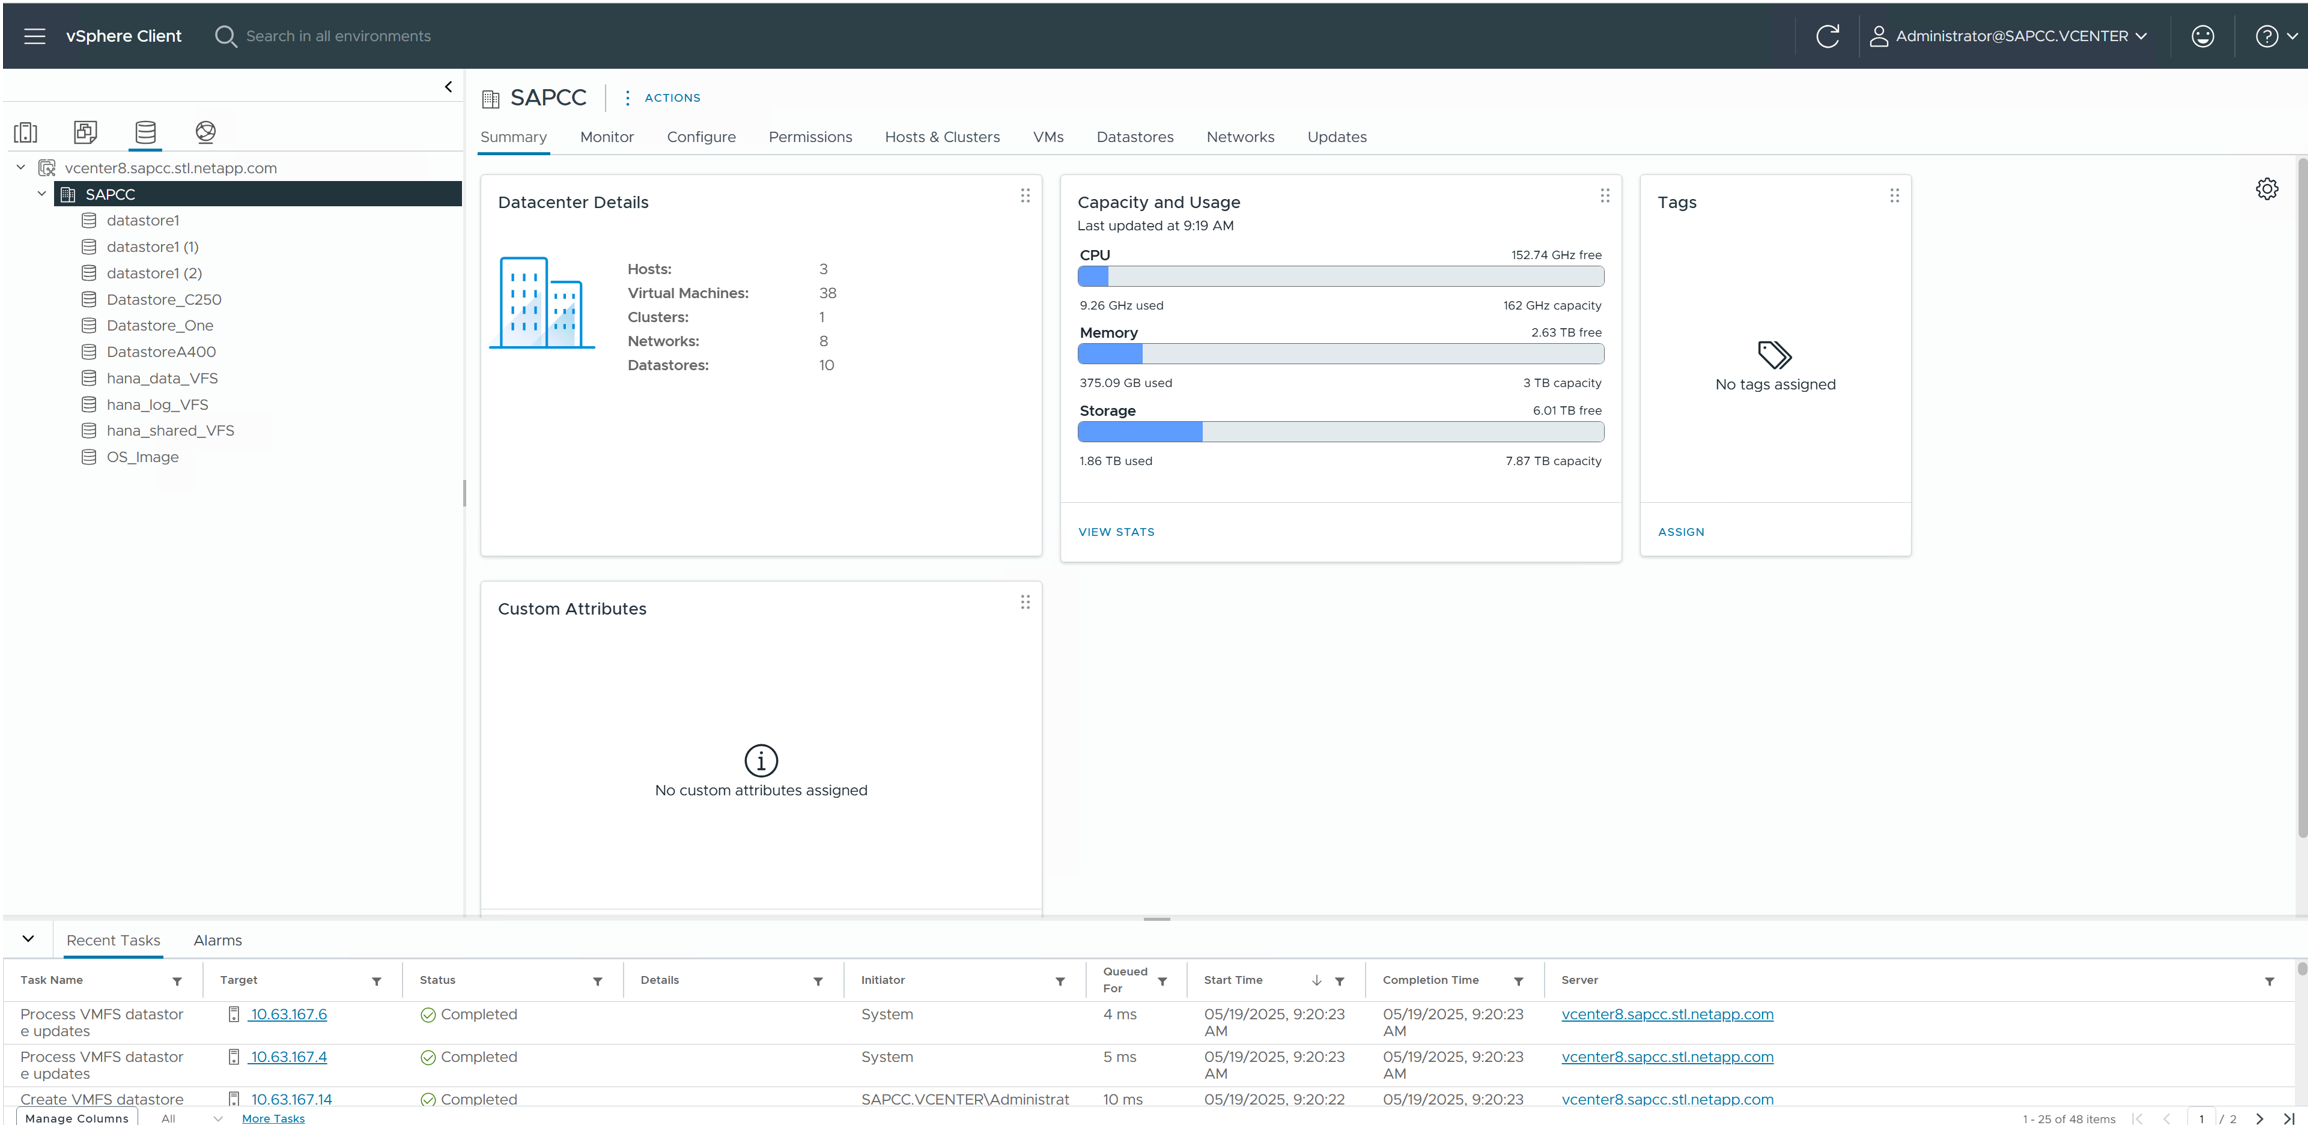 vSphere Client
Search in all environments
Administrator@SAPCC.VCENTER
SAPCC
ACTIONS
Summary Monitor Configure Permissions Hosts & Clusters VMs Datastores Networks Updates
vcenter8.sapcc.stl.netapp.com
SAPCC
datastore1
datastore1 (1)
datastore1 (2)
Datastore_C250
Datastore_One
DatastoreA400
hana_data_VFS
hana_log_VFS
hana_shared_VFS
OS_Image
Datacenter Details
Hosts: 3
Virtual Machines: 38
Clusters: 1
Networks: 8
Datastores: 10
Capacity and Usage
Last updated at 9:19 AM
CPU 152.74 GHz free
9.26 GHz used 162 GHz capacity
Memory 2.63 TB free
375.09 GB used 3 TB capacity
Storage 6.01 TB free
1.86 TB used 7.87 TB capacity
VIEW STATS
Tags
No tags assigned
ASSIGN
Custom Attributes
No custom attributes assigned
Recent Tasks Alarms
Task Name Target Status Details Initiator Queued For Start Time Completion Time Server
Process VMFS datastor 10.63.167.6 Completed System 4 ms 05/19/2025, 9:20:23 05/19/2025, 9:20:23 vcenter8.sapcc.stl.netapp.com
e updates AM AM
Process VMFS datastor 10.63.167.4 Completed System 5 ms 05/19/2025, 9:20:23 05/19/2025, 9:20:23 vcenter8.sapcc.stl.netapp.com
e updates AM AM
Create VMFS datastore 10.63.167.14 Completed SAPCC.VCENTER\Administrat 10 ms 05/19/2025, 9:20:22 05/19/2025, 9:20:23 vcenter8.sapcc.stl.netapp.com
Manage Columns All More Tasks 1 - 25 of 48 items 1 / 2